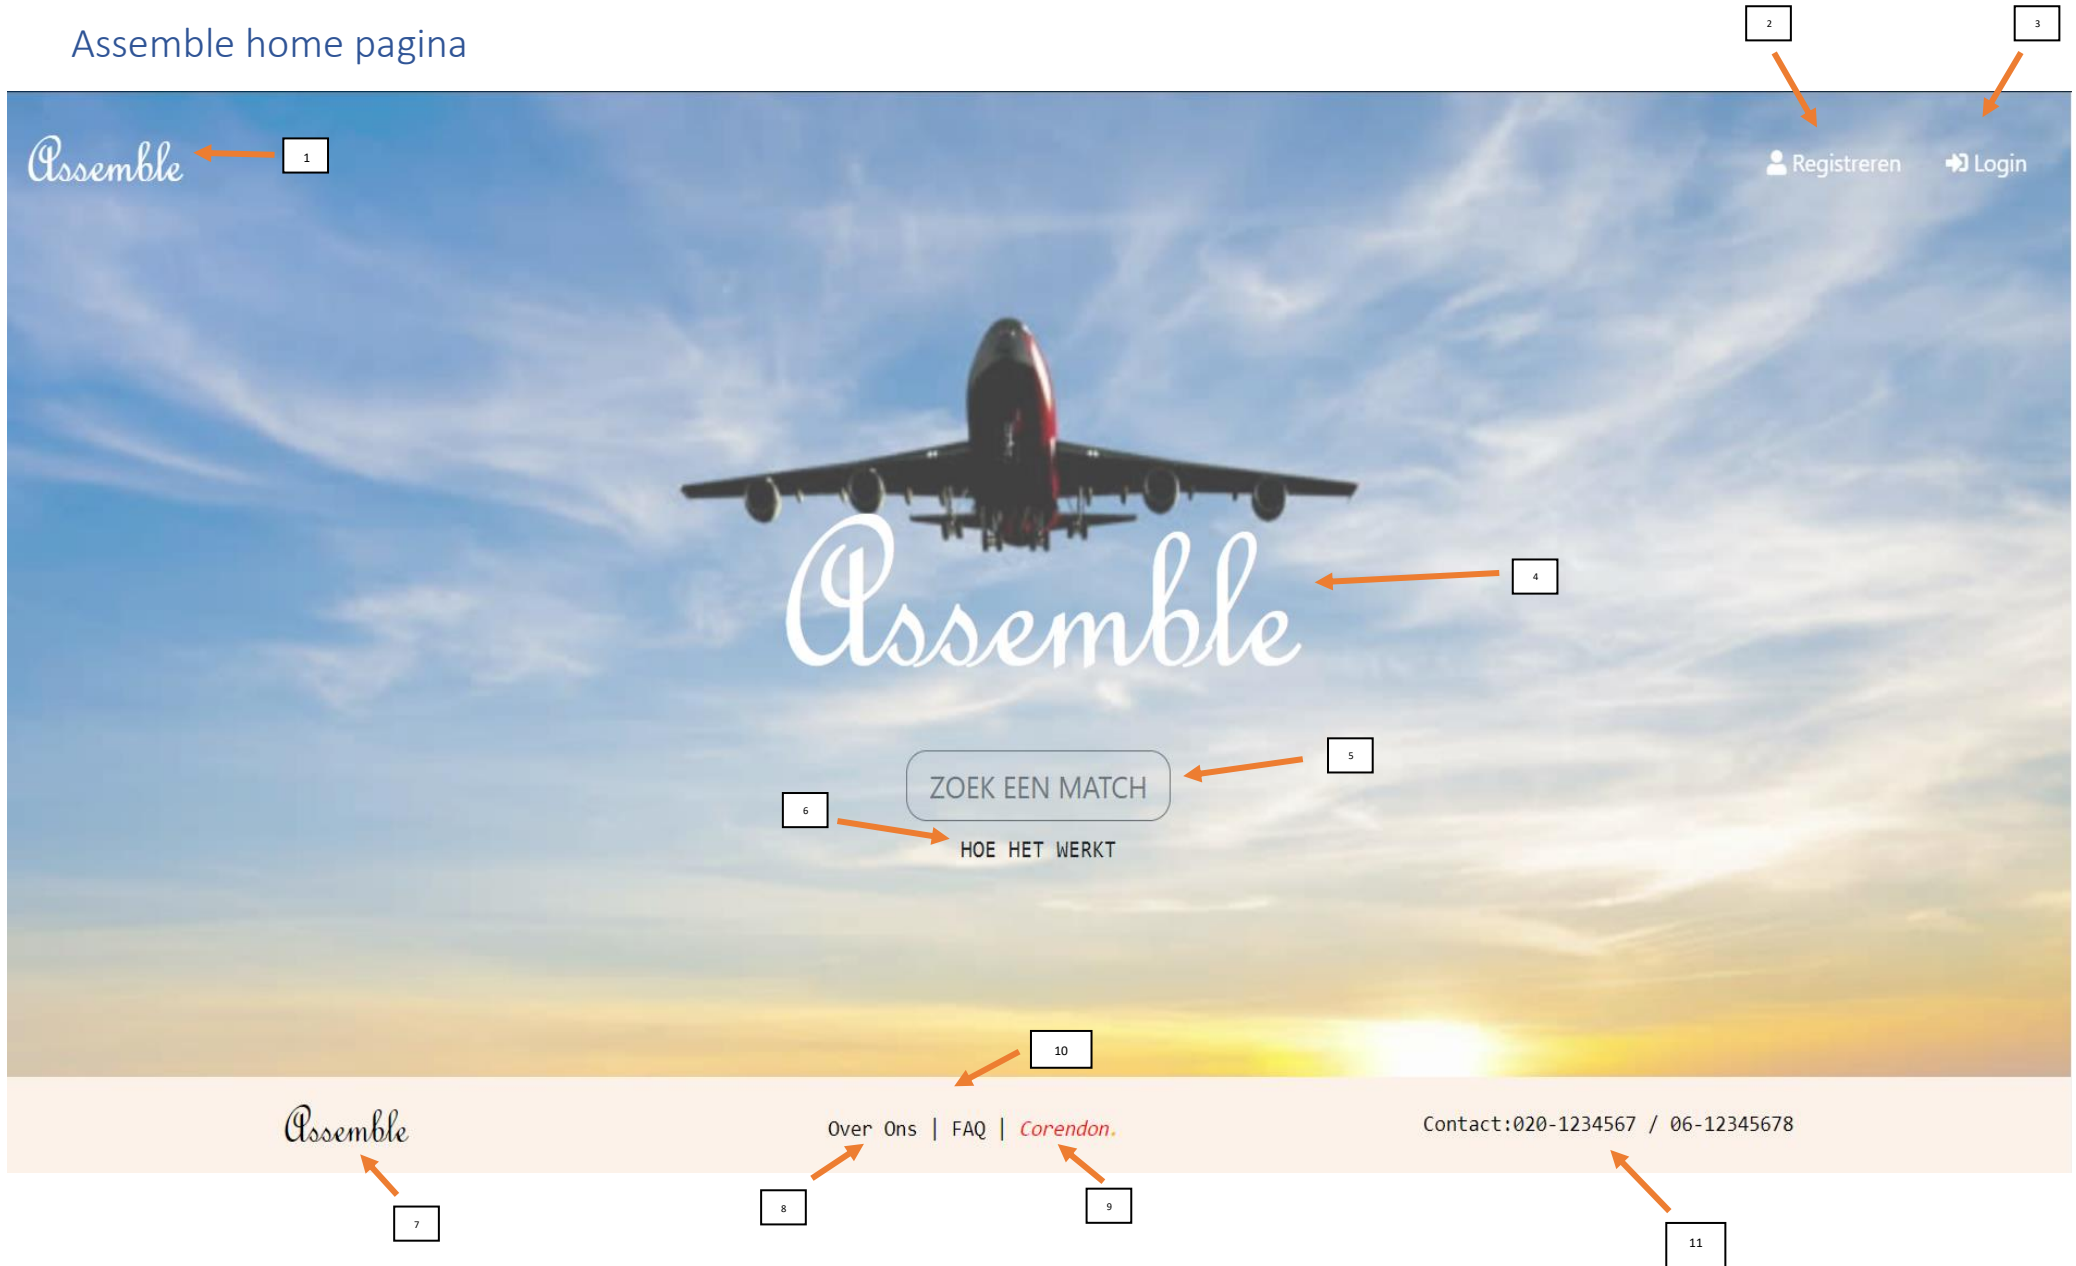 Assemble home pagina
2
3
Assemble
1
Registreren
Login
Assemble
4
5
ZOEK EEN MATCH
6
HOE HET WERKT
10
Assemble
Over Ons | FAQ | Corendon.
Contact:020-1234567 / 06-12345678
7
8
9
11